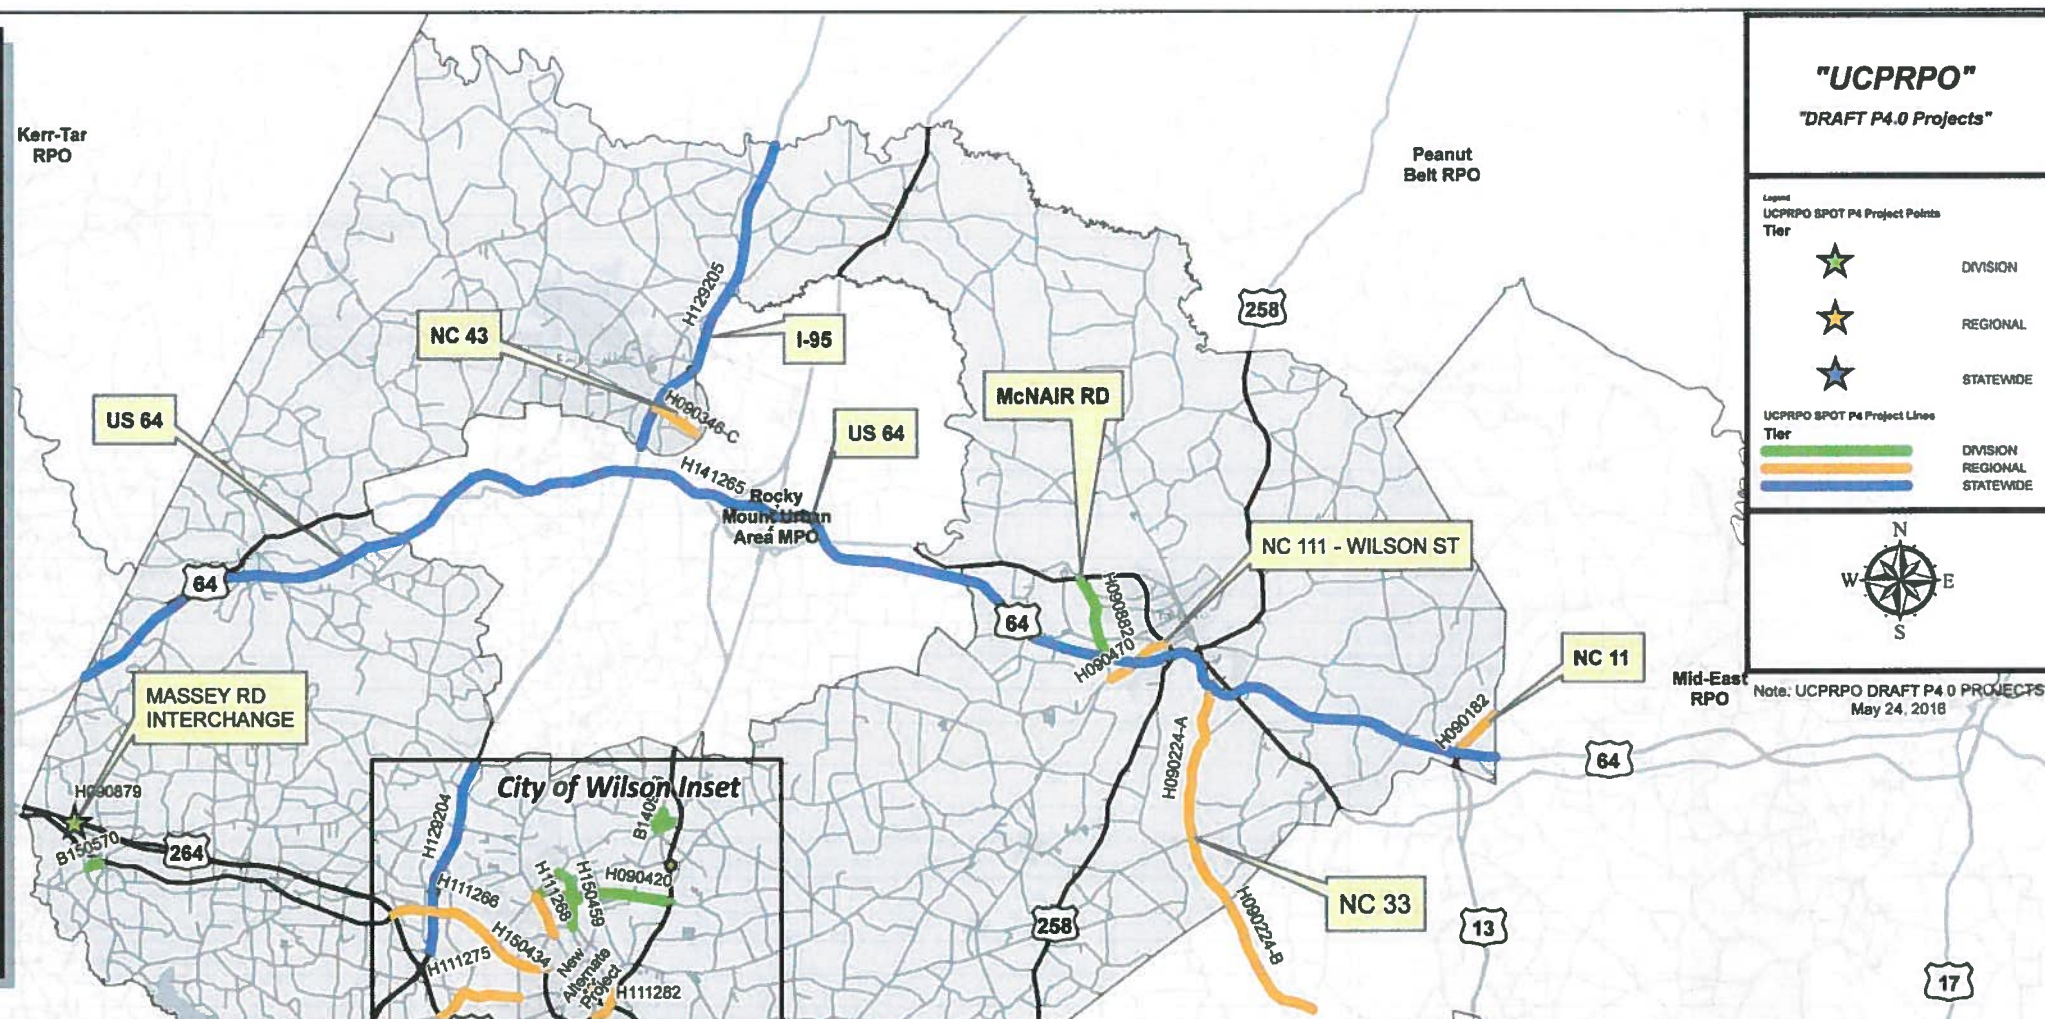 "UCPRPO"
"DRAFT P4.0 Projects"
Legend
UCPRPO SPOT P4 Project Points
Tier
DIVISION
REGIONAL
STATEWIDE
UCPRPO SPOT P4 Project Lines
Tier
DIVISION
REGIONAL
STATEWIDE
N
W
E
S
Note: UCPRPO DRAFT P4.0 PROJECTS
May 24, 2016
Kerr-Tar
RPO
Peanut
Belt RPO
H129205
258
NC 43
I-95
H090346-C
McNAIR RD
US 64
US 64
H141265
Rocky
Mount Urban
Area MPO
NC 111 - WILSON ST
64
H090882
64
H090470
NC 11
Mid-East
RPO
MASSEY RD
INTERCHANGE
H090182
H090224-A
64
H090879
City of Wilson Inset
H129204
B150570
264
H090420
H111266
H111268
H150459
NC 33
H090224-B
258
13
H150434
H111275
New
Alternate
Project
H111282
17